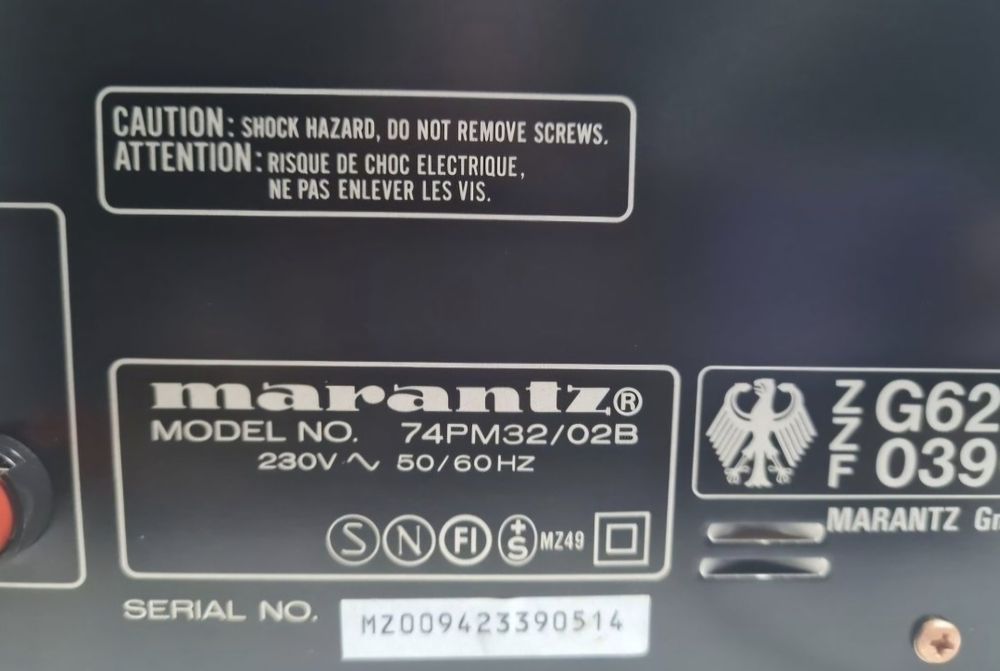 CAUTION: SHOCK HAZARD, DO NOT REMOVE SCREWS.
ATTENTION: RISQUE DE CHOC ELECTRIQUE,
NE PAS ENLEVER LES VIS.
marantz®
MODEL NO. 74PM32/02B
230V ∿ 50/60HZ
S N FI +S MZ49
SERIAL NO. MZ009423390514
ZZF
G62
039
MARANTZ G